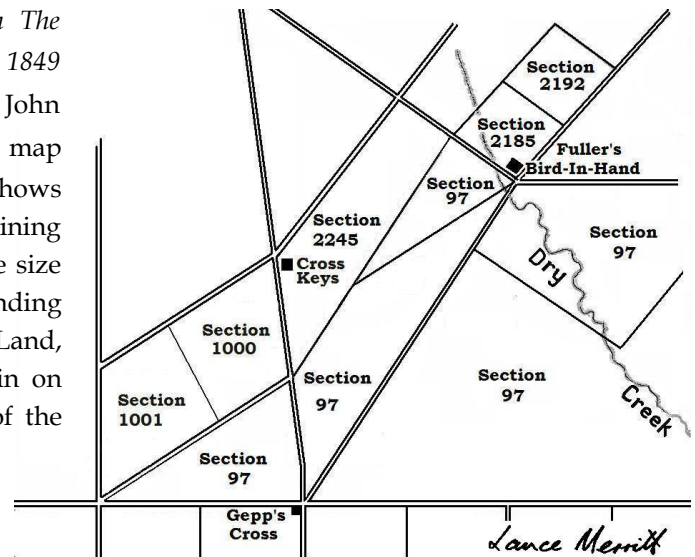 The
1849
John
map
hows
ining
e size
nding
Land,
in on
of the
Section
2192
Section
2185
Fuller's
Bird-In-Hand
Section
97
Section
2245
Section
97
Cross
Keys
Dry
Creek
Section
1000
Section
97
Section
97
Section
1001
Section
97
Gepp's
Cross
Lance Merritt